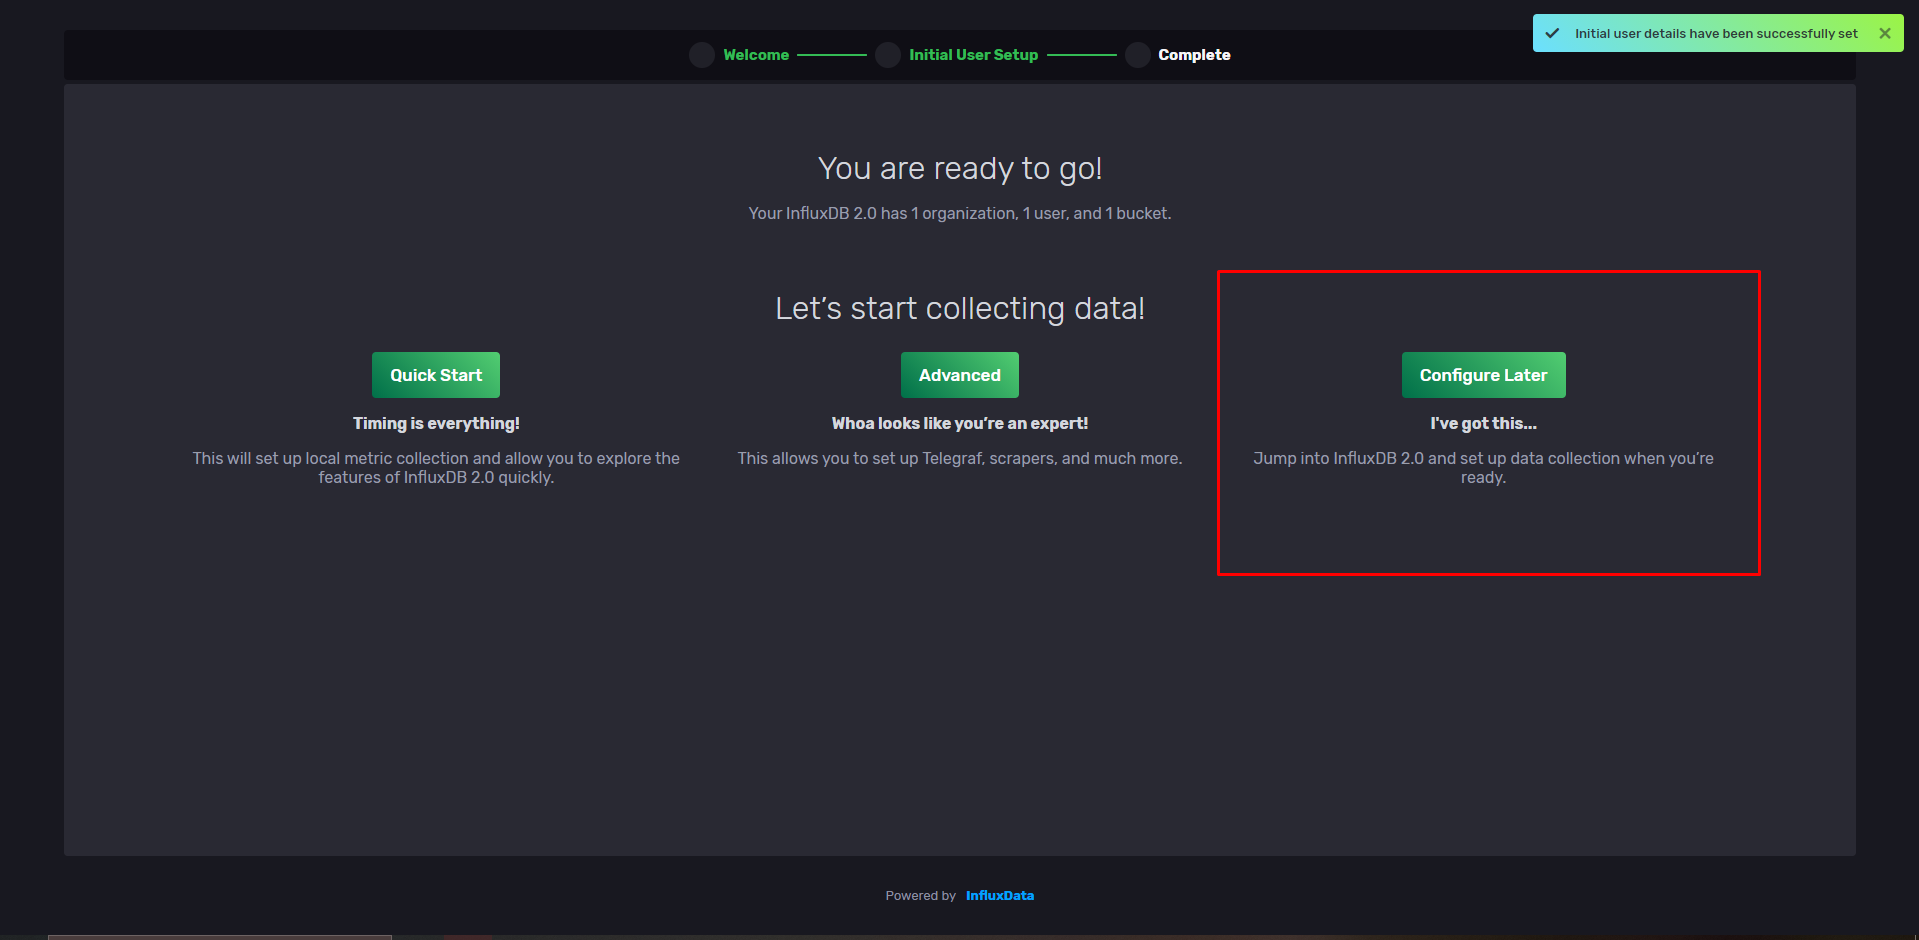 Initial user details have been successfully set
Welcome
Initial User Setup
Complete
You are ready to go!
Your InfluxDB 2.0 has 1 organization, 1 user, and 1 bucket.
Let’s start collecting data!
Quick Start
Timing is everything!
This will set up local metric collection and allow you to explore the
features of InfluxDB 2.0 quickly.
Advanced
Whoa looks like you’re an expert!
This allows you to set up Telegraf, scrapers, and much more.
Configure Later
I've got this...
Jump into InfluxDB 2.0 and set up data collection when you’re
ready.
Powered by InfluxData